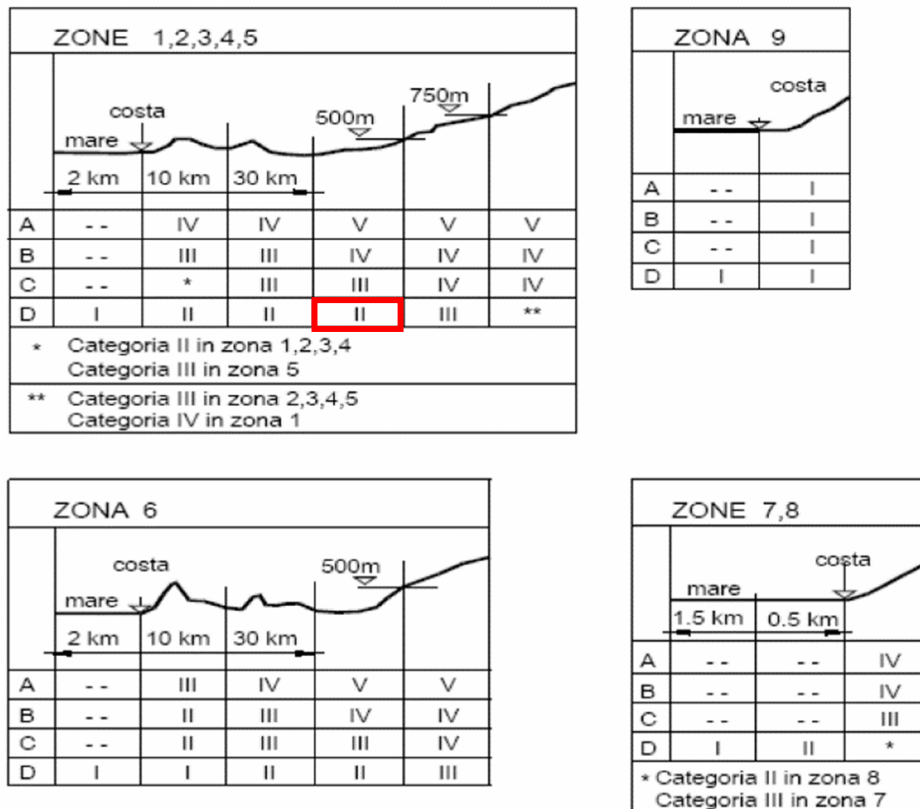 ZONE 1,2,3,4,5
costa
mare
500m
750m
2 km 10 km 30 km
A -- IV IV V V V
B -- III III IV IV IV
C -- * III III IV IV
D I II II II III **
* Categoria II in zona 1,2,3,4
Categoria III in zona 5
** Categoria III in zona 2,3,4,5
Categoria IV in zona 1
ZONA 9
costa
mare
A -- I
B -- I
C -- I
D I I
ZONA 6
costa
500m
mare
2 km 10 km 30 km
A -- III IV V V
B -- II III IV IV
C -- II III III IV
D I I II II III
ZONE 7,8
costa
mare
1.5 km 0.5 km
A -- -- IV
B -- -- IV
C -- -- III
D I II *
* Categoria II in zona 8
Categoria III in zona 7